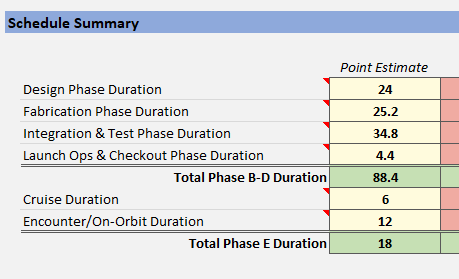 Schedule Summary
Point Estimate
Design Phase Duration 24
Fabrication Phase Duration 25.2
Integration & Test Phase Duration 34.8
Launch Ops & Checkout Phase Duration 4.4
Total Phase B-D Duration 88.4
Cruise Duration 6
Encounter/On-Orbit Duration 12
Total Phase E Duration 18